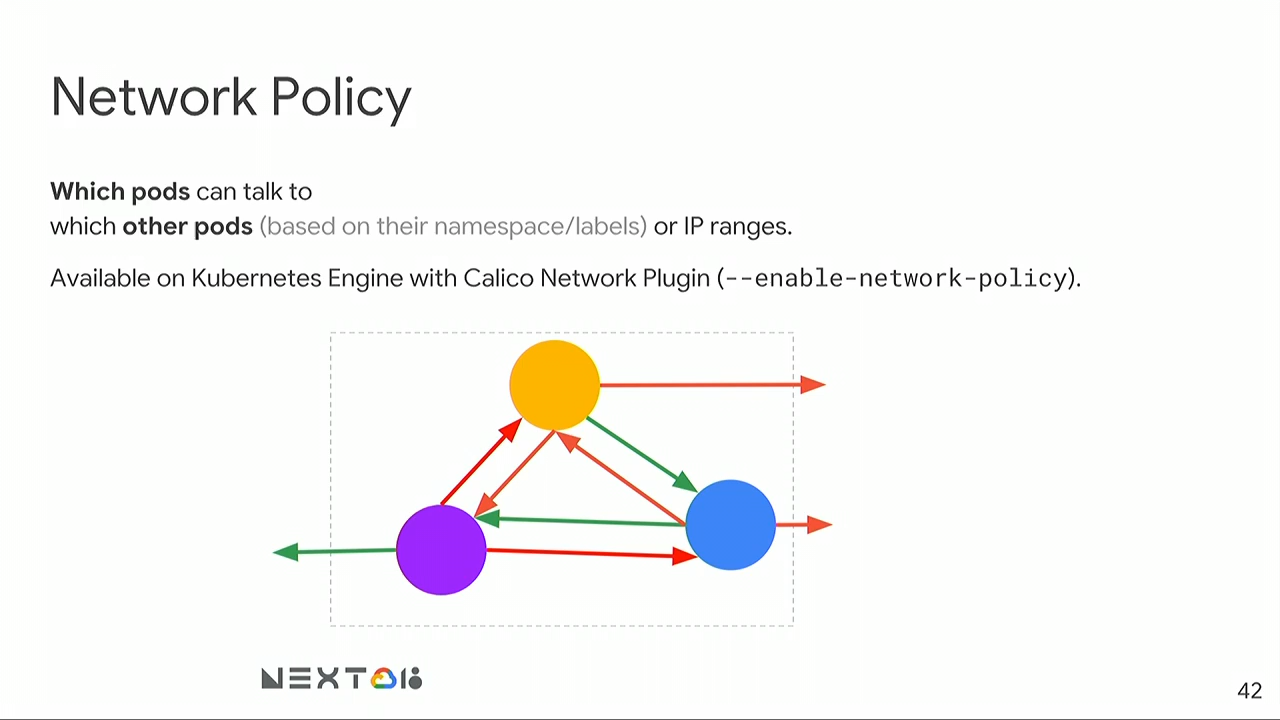 Network Policy
Which pods can talk to
which other pods (based on their namespace/labels) or IP ranges.
Available on Kubernetes Engine with Calico Network Plugin (--enable-network-policy).
NEXT 18
42